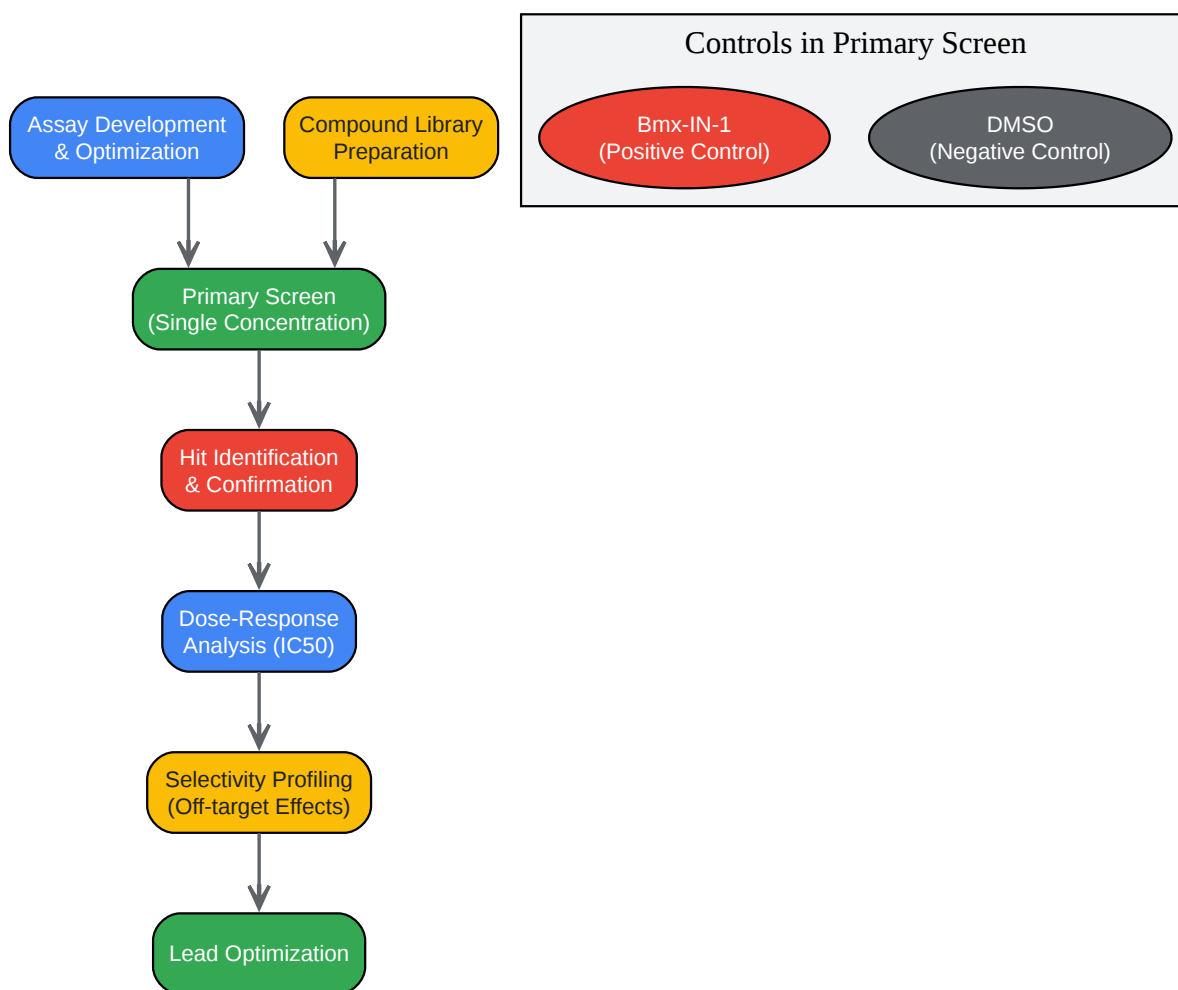 Controls in Primary Screen
Assay Development
& Optimization
Compound Library
Preparation
Bmx-IN-1
(Positive Control)
DMSO
(Negative Control)
Primary Screen
(Single Concentration)
Hit Identification
& Confirmation
Dose-Response
Analysis (IC50)
Selectivity Profiling
(Off-target Effects)
Lead Optimization